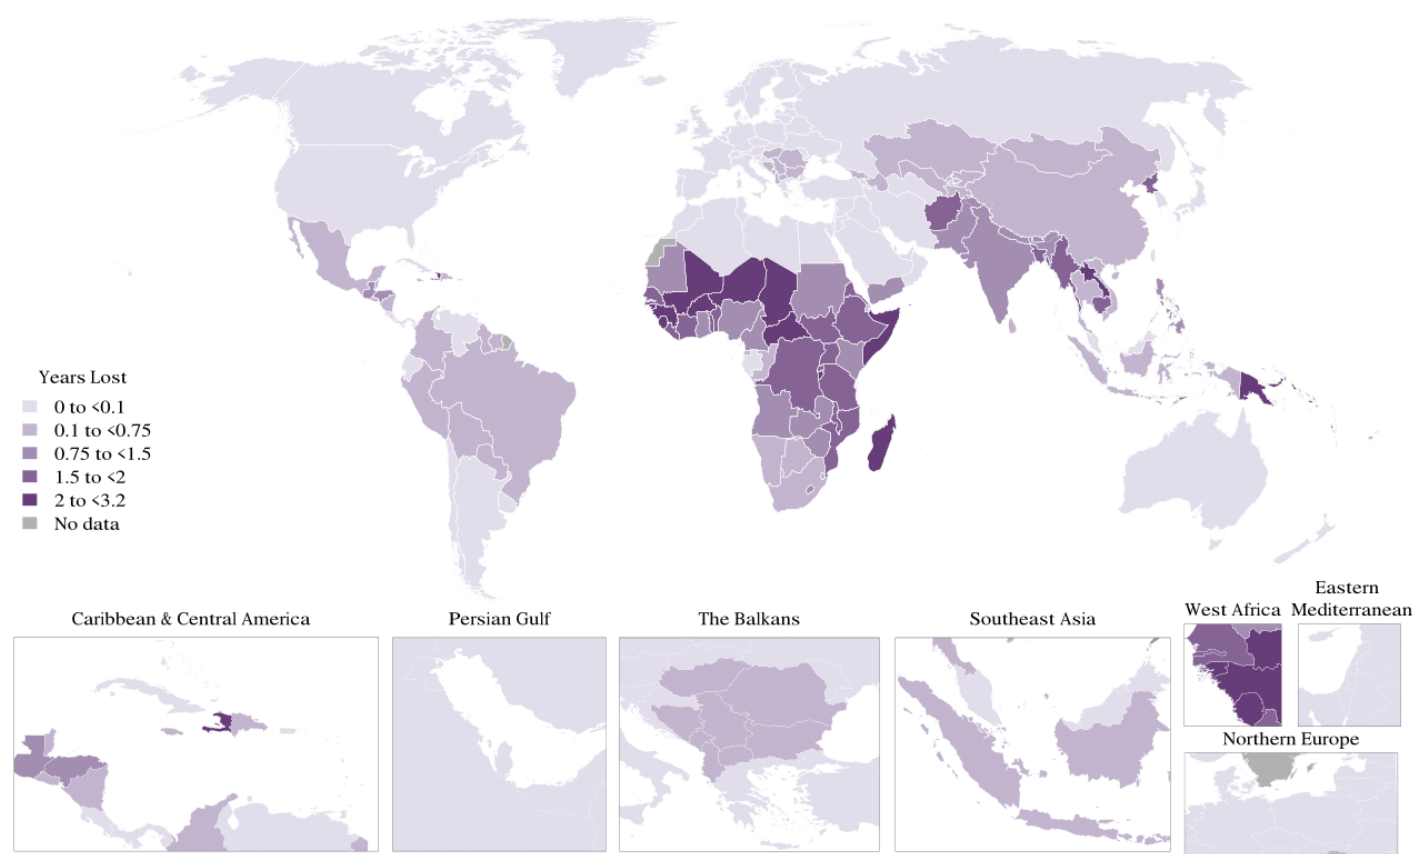 Years Lost
0 to <0.1
0.1 to <0.75
0.75 to <1.5
1.5 to <2
2 to <3.2
No data
Caribbean & Central America
Persian Gulf
The Balkans
Southeast Asia
West Africa
Eastern
Mediterranean
Northern Europe